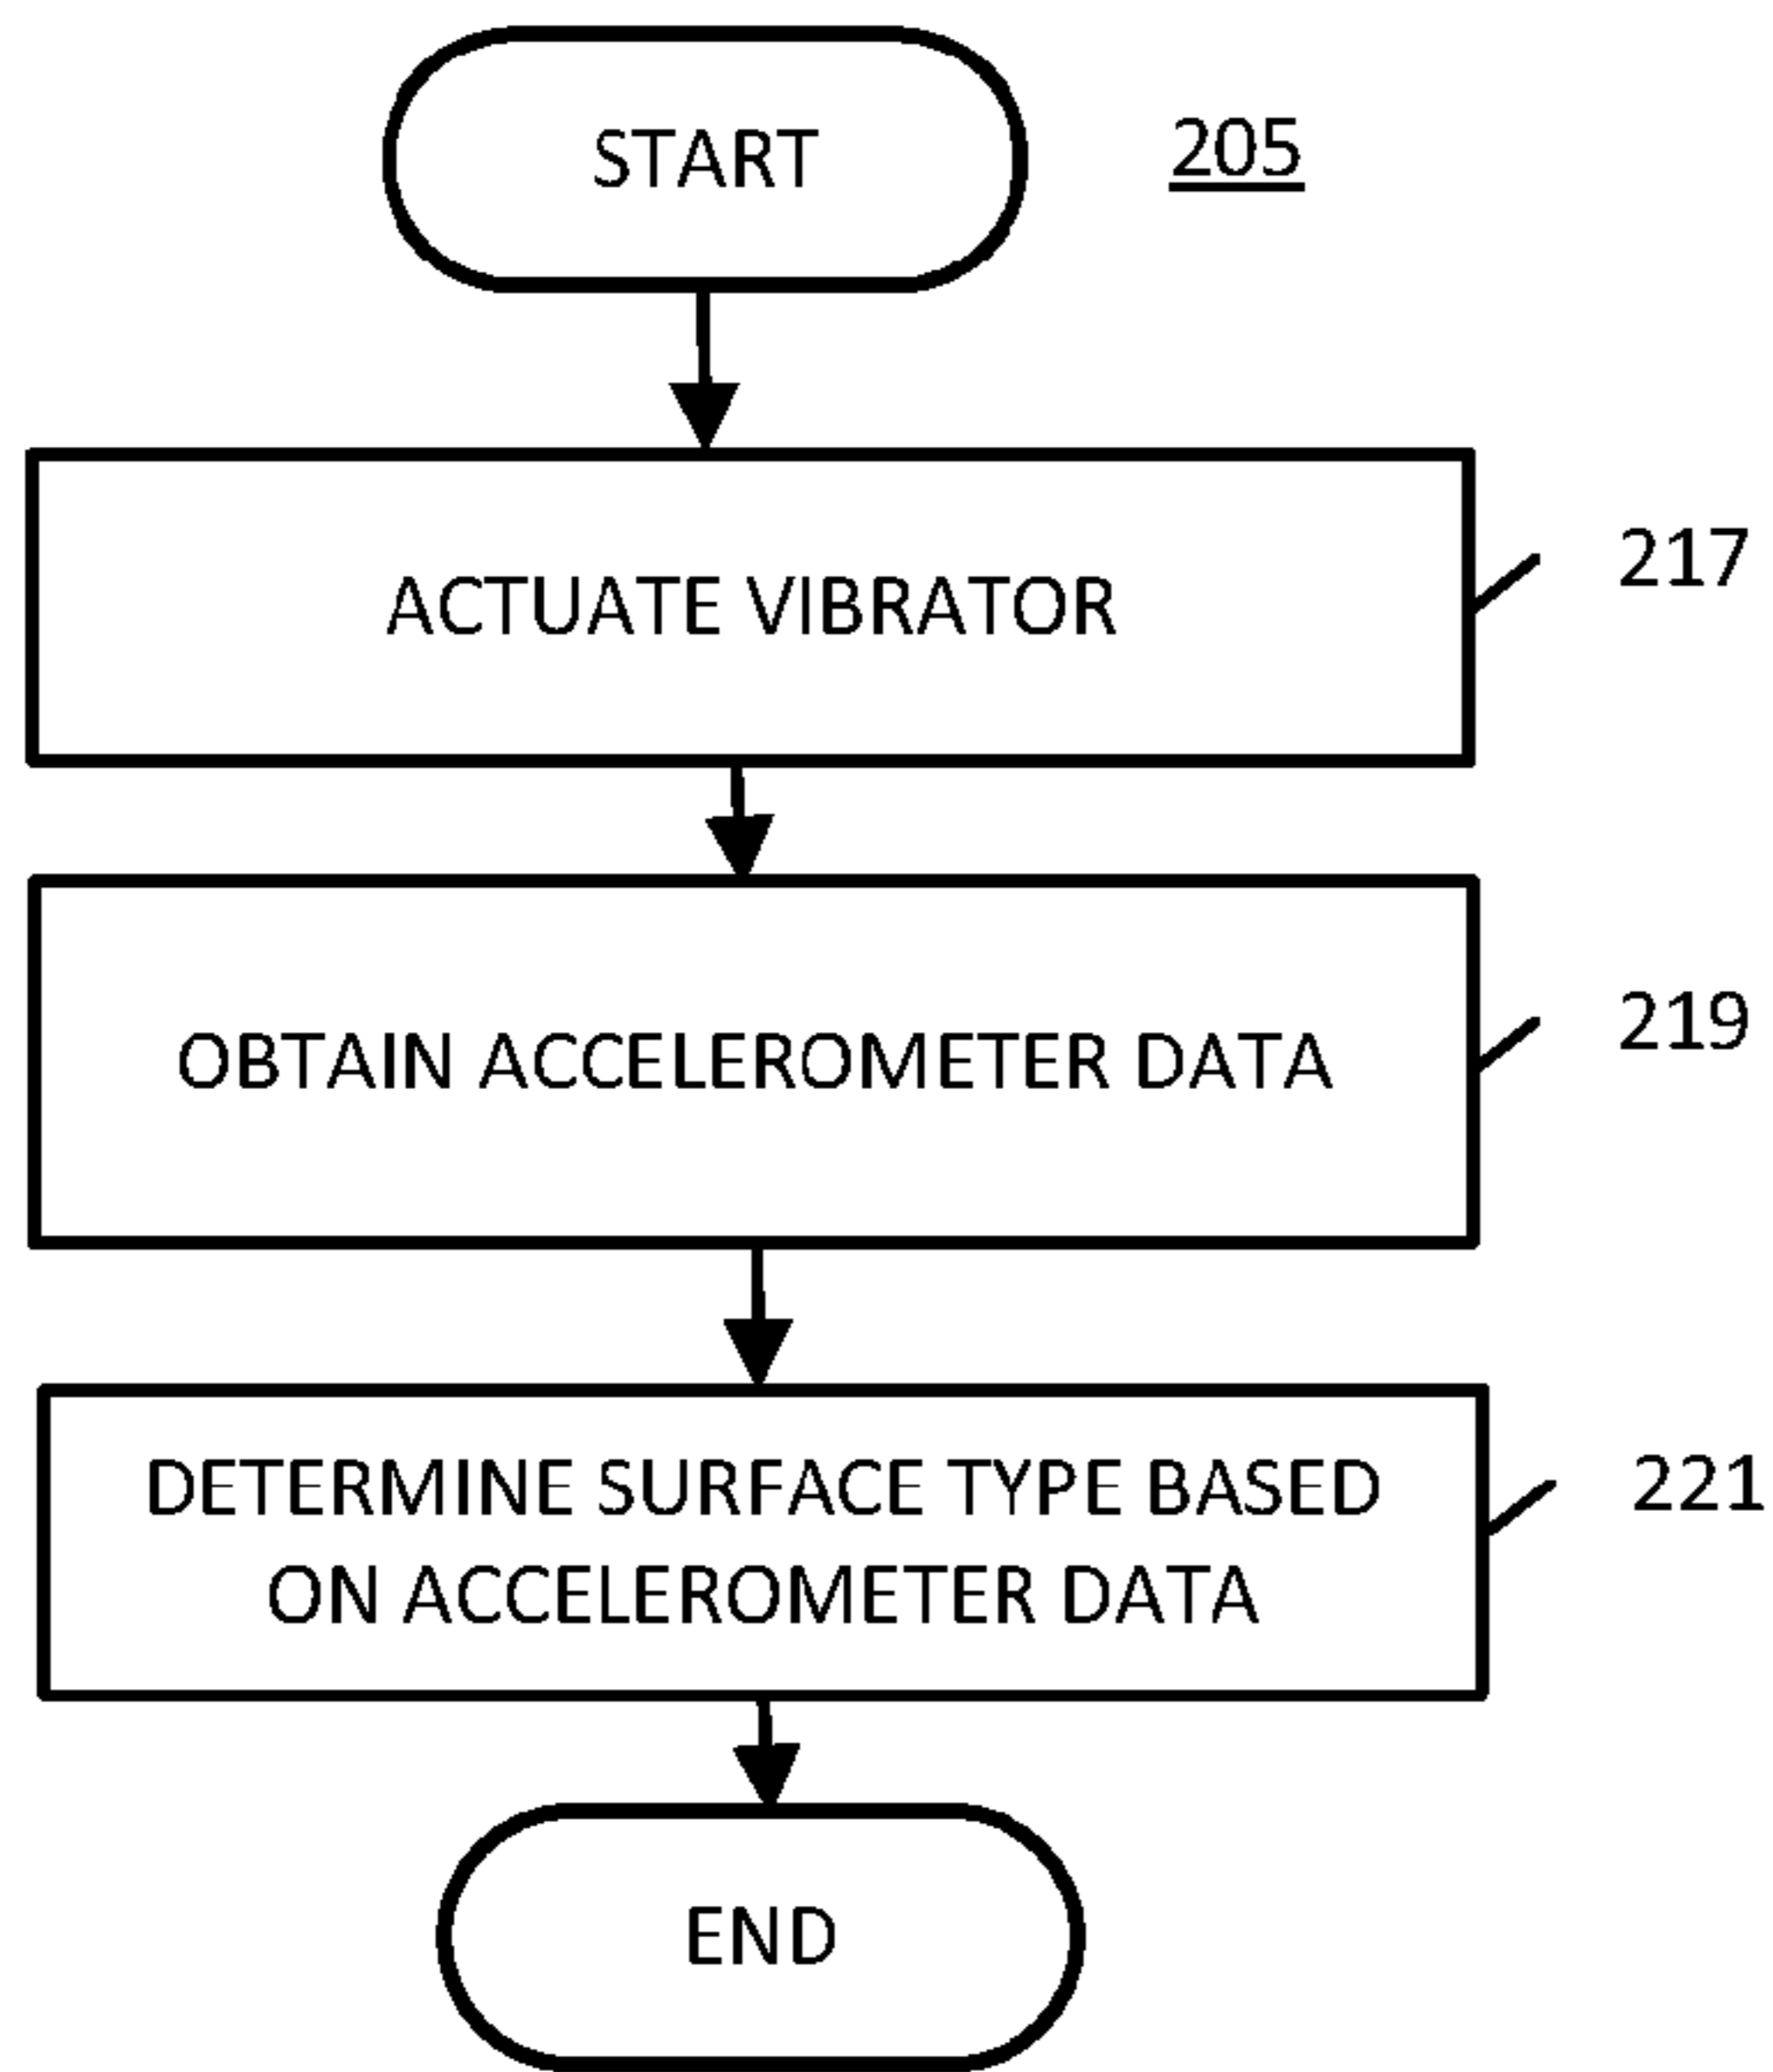 START
205
ACTUATE VIBRATOR
217
OBTAIN ACCELEROMETER DATA
219
DETERMINE SURFACE TYPE BASED
ON ACCELEROMETER DATA
221
END